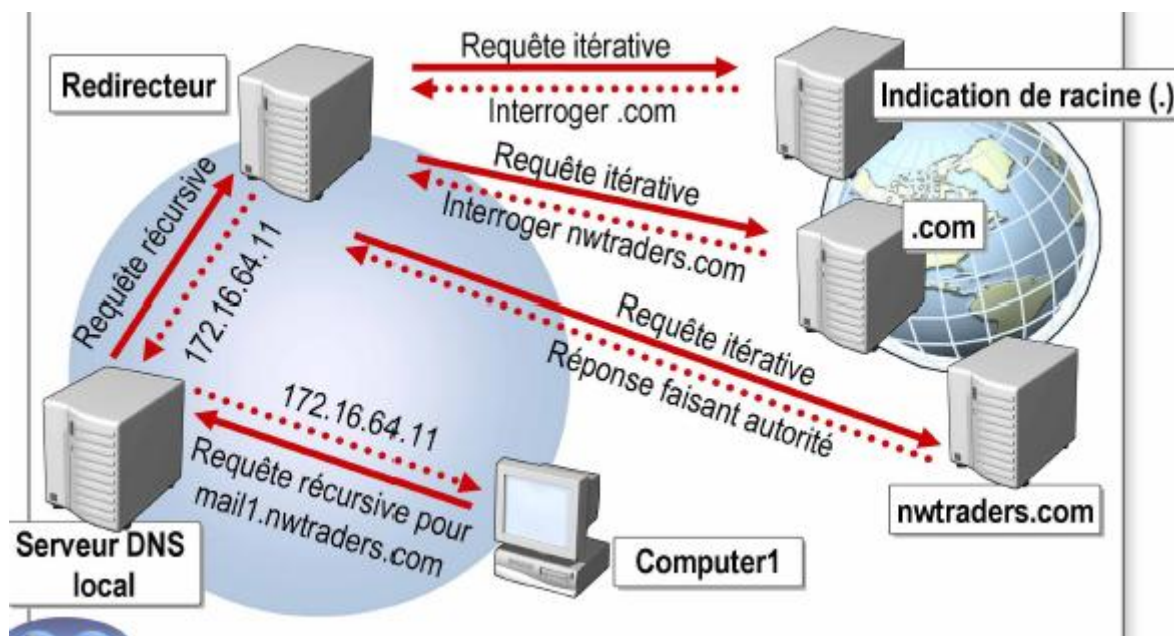 Redirecteur
Requête itérative
Interroger .com
Indication de racine (.)
Requête itérative
Interroger nwtraders.com
.com
Requête récursive
172.16.64.11
Requête itérative
Réponse faisant autorité
nwtraders.com
172.16.64.11
Requête récursive pour
mail1.nwtraders.com
Serveur DNS
local
Computer1